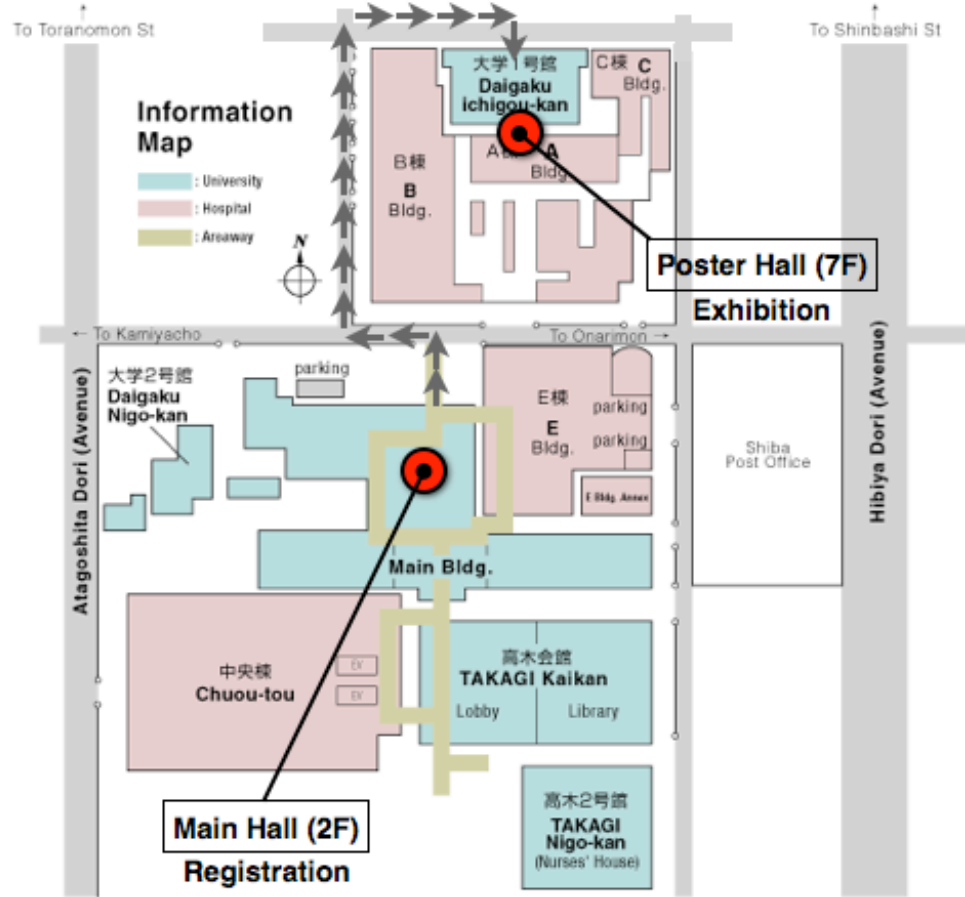 To Toranomon St
To Shinbashi St
Information
Map
: University
: Hospital
: Areaway
N
大学1号館
Daigaku
ichigou-kan
C棟 C
Bldg.
B棟
B
Bldg.
A
Bldg.
Poster Hall (7F)
Exhibition
← To Kamiyacho
To Onarimon →
大学2号館
Daigaku
Nigo-kan
parking
E棟
E
Bldg.
parking
parking
E Bldg. Annex
Shiba
Post Office
Atagoshita Dori (Avenue)
Hibiya Dori (Avenue)
Main Bldg.
中央棟
Chuou-tou
EV
EV
高木会館
TAKAGI Kaikan
Lobby
Library
Main Hall (2F)
Registration
高木2号館
TAKAGI
Nigo-kan
(Nurses' House)